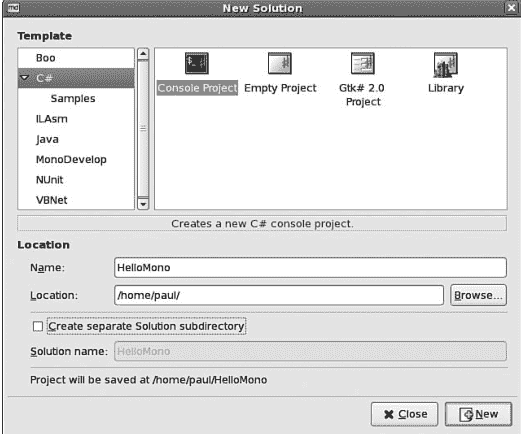 md
New Solution
Template
Boo
C#
Samples
ILAsm
Java
MonoDevelop
NUnit
VBNet
Console Project
Empty Project
Gtk# 2.0
Project
Library
Creates a new C# console project.
Location
Name:
HelloMono
Location:
/home/paul/
Browse...
Create separate Solution subdirectory
Solution name:
HelloMono
Project will be saved at /home/paul/HelloMono
Close
New